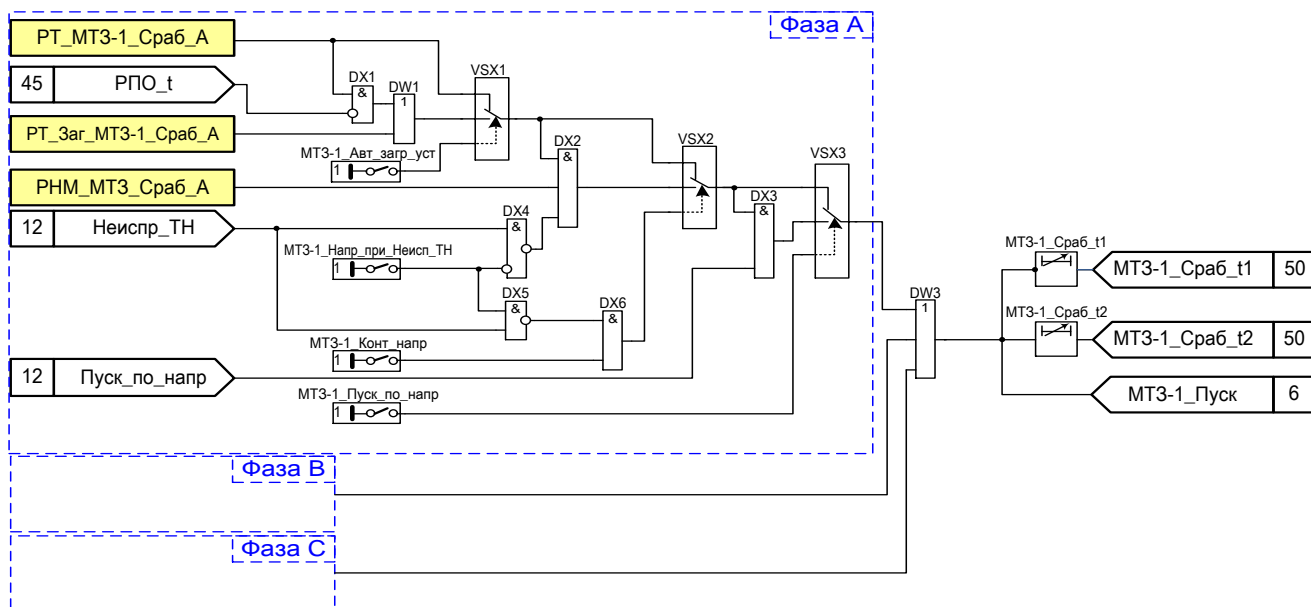 Фаза А
РТ_МТЗ-1_Сраб_А
45 РПО_t
DX1
&
DW1
1
VSX1
РТ_Заг_МТЗ-1_Сраб_А
МТЗ-1_Авт_загр_уст
1
DX2
&
VSX2
VSX3
РНМ_МТЗ_Сраб_А
12 Неиспр_ТН
DX4
&
DX3
&
МТЗ-1_Напр_при_Неисп_ТН
1
DX5
&
DX6
&
МТЗ-1_Конт_напр
1
12 Пуск_по_напр
МТЗ-1_Пуск_по_напр
1
DW3
1
МТЗ-1_Сраб_t1
МТЗ-1_Сраб_t1 50
МТЗ-1_Сраб_t2
МТЗ-1_Сраб_t2 50
МТЗ-1_Пуск 6
Фаза В
Фаза С